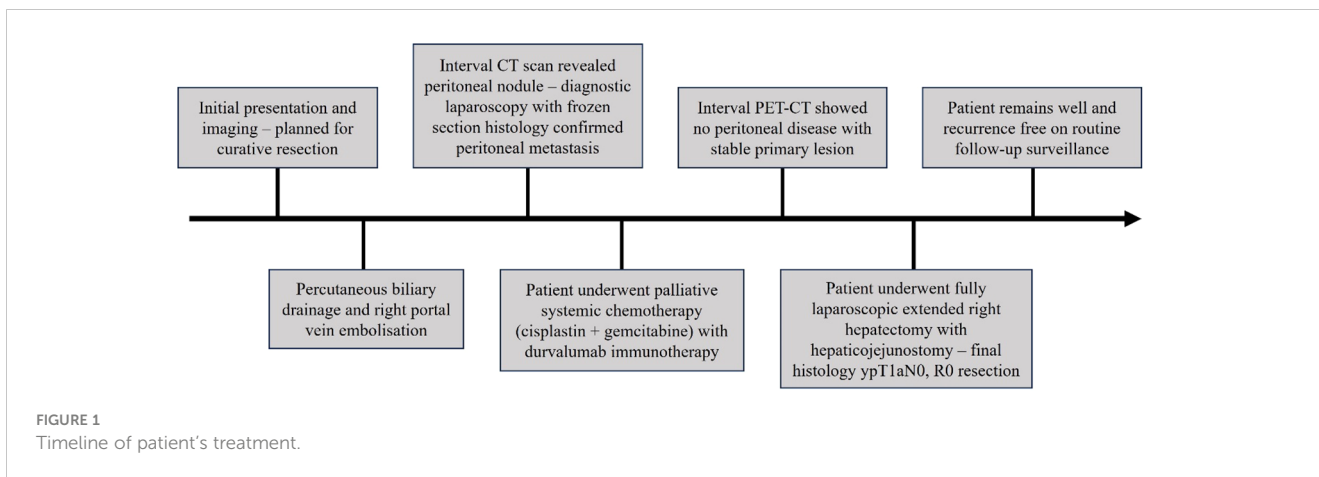 Initial presentation and
imaging – planned for
curative resection
Percutaneous biliary
drainage and right portal
vein embolisation
Interval CT scan revealed
peritoneal nodule – diagnostic
laparoscopy with frozen
section histology confirmed
peritoneal metastasis
Patient underwent palliative
systemic chemotherapy
(cisplastin + gemcitabine) with
durvalumab immunotherapy
Interval PET-CT showed
no peritoneal disease with
stable primary lesion
Patient underwent fully
laparoscopic extended right
hepatectomy with
hepaticojejunostomy – final
histology ypT1aN0, R0 resection
Patient remains well and
recurrence free on routine
follow-up surveillance
FIGURE 1
Timeline of patient's treatment.